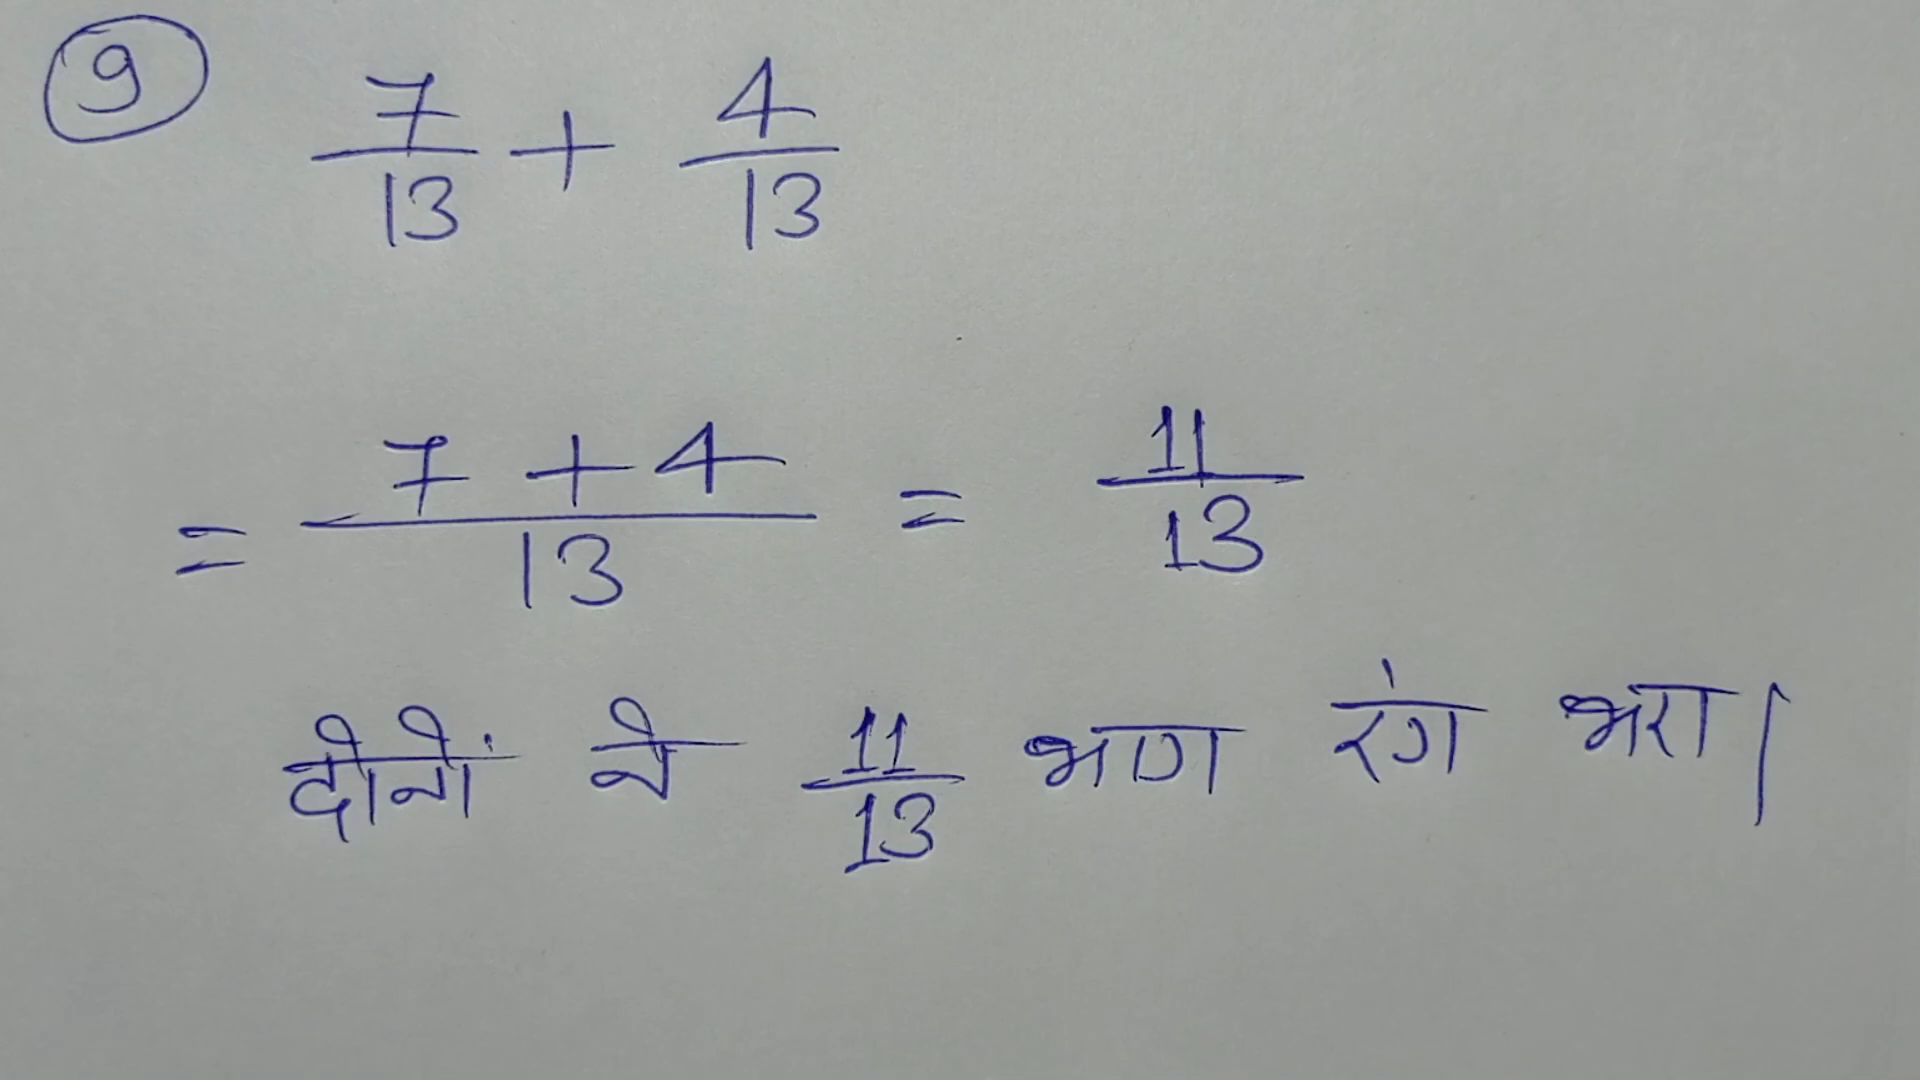 9 7/13 + 4/13
= 7 + 4/13 = 11/13
दोनों ने 11/13 भाग रंग भरा।